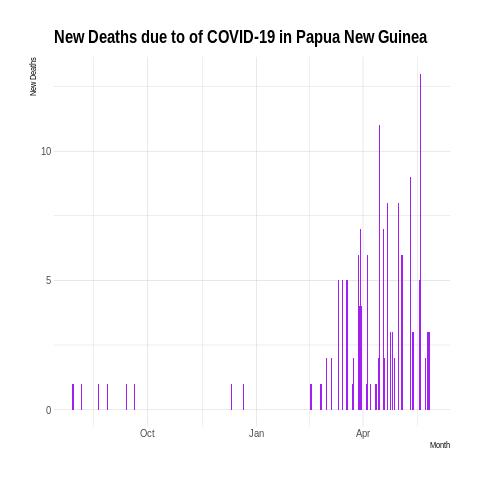 New Deaths due to of COVID-19 in Papua New Guinea
New Deaths
10
5
0
Oct Jan Apr
Month